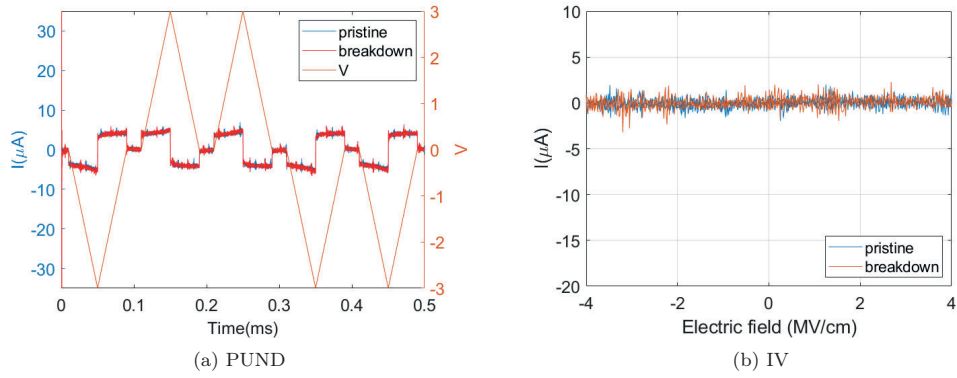 pristine
breakdown
V
30
20
10
0
-10
-20
-30
I(μA)
3
2
1
0
-1
-2
-3
V
0 0.1 0.2 0.3 0.4 0.5
Time(ms)
(a) PUND
10
5
0
-5
-10
-15
-20
I(μA)
pristine
breakdown
-4 -2 0 2 4
Electric field (MV/cm)
(b) IV